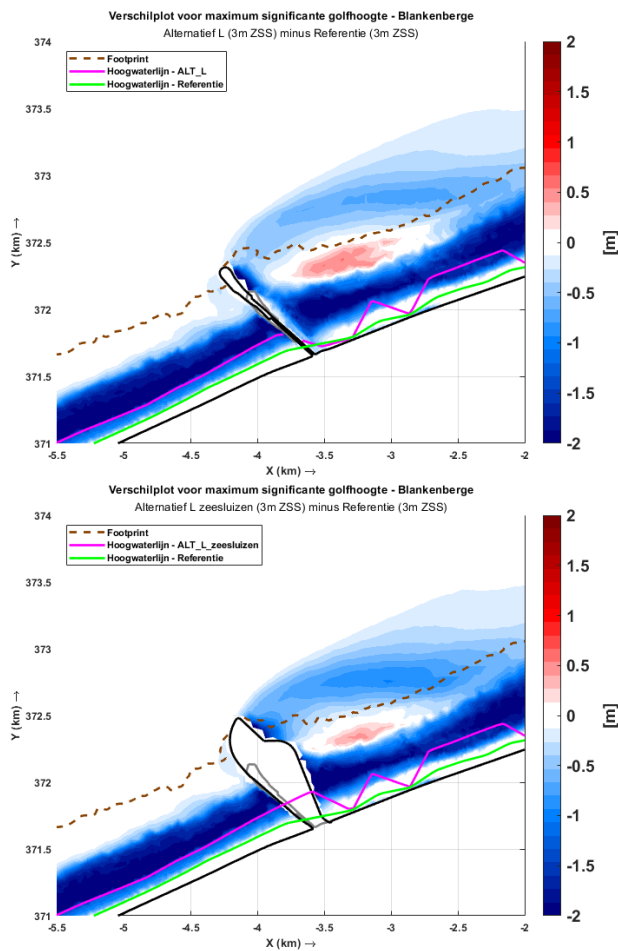 Verschilplot voor maximum significante golfhoogte - Blankenberge
Alternatief L (3m ZSS) minus Referentie (3m ZSS)
Footprint
Hoogwaterlijn - ALT_L
Hoogwaterlijn - Referentie
374
373.5
373
372.5
372
371.5
371
Y (km) →
-5.5 -5 -4.5 -4 -3.5 -3 -2.5 -2
X (km) →
2
1.5
1
0.5
0
-0.5
-1
-1.5
-2
[m]
Verschilplot voor maximum significante golfhoogte - Blankenberge
Alternatief L zeesluizen (3m ZSS) minus Referentie (3m ZSS)
Footprint
Hoogwaterlijn - ALT_L_zeesluizen
Hoogwaterlijn - Referentie
374
373.5
373
372.5
372
371.5
371
Y (km) →
-5.5 -5 -4.5 -4 -3.5 -3 -2.5 -2
X (km) →
2
1.5
1
0.5
0
-0.5
-1
-1.5
-2
[m]